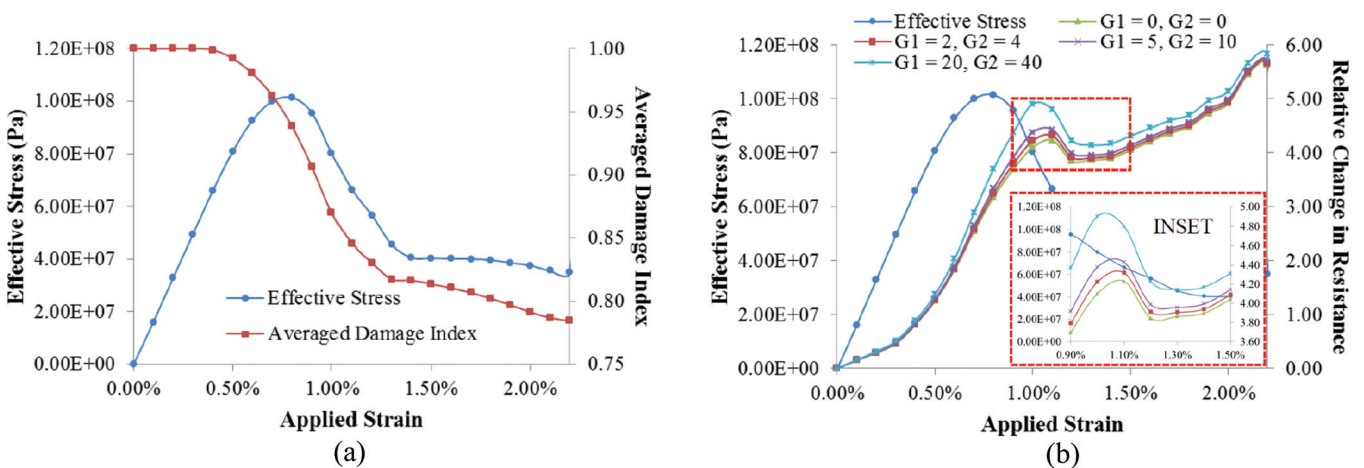 1.20E+08
1.00E+08
8.00E+07
6.00E+07
4.00E+07
2.00E+07
0.00E+00
Effective Stress (Pa)
1.00
0.95
0.90
0.85
0.80
0.75
Averaged Damage Index
Effective Stress
Averaged Damage Index
0.00% 0.50% 1.00% 1.50% 2.00%
Applied Strain
(a)
Effective Stress
G1 = 0, G2 = 0
G1 = 2, G2 = 4
G1 = 5, G2 = 10
G1 = 20, G2 = 40
1.20E+08
1.00E+08
8.00E+07
6.00E+07
4.00E+07
2.00E+07
0.00E+00
Effective Stress (Pa)
6.00
5.00
4.00
3.00
2.00
1.00
0.00
Relative Change in
Resistance
INSET
1.20E+08
1.00E+08
8.00E+07
6.00E+07
4.00E+07
2.00E+07
0.00E+00
5.00
4.80
4.60
4.40
4.20
4.00
3.80
3.60
0.90% 1.10% 1.30% 1.50%
0.00% 0.50% 1.00% 1.50% 2.00%
Applied Strain
(b)